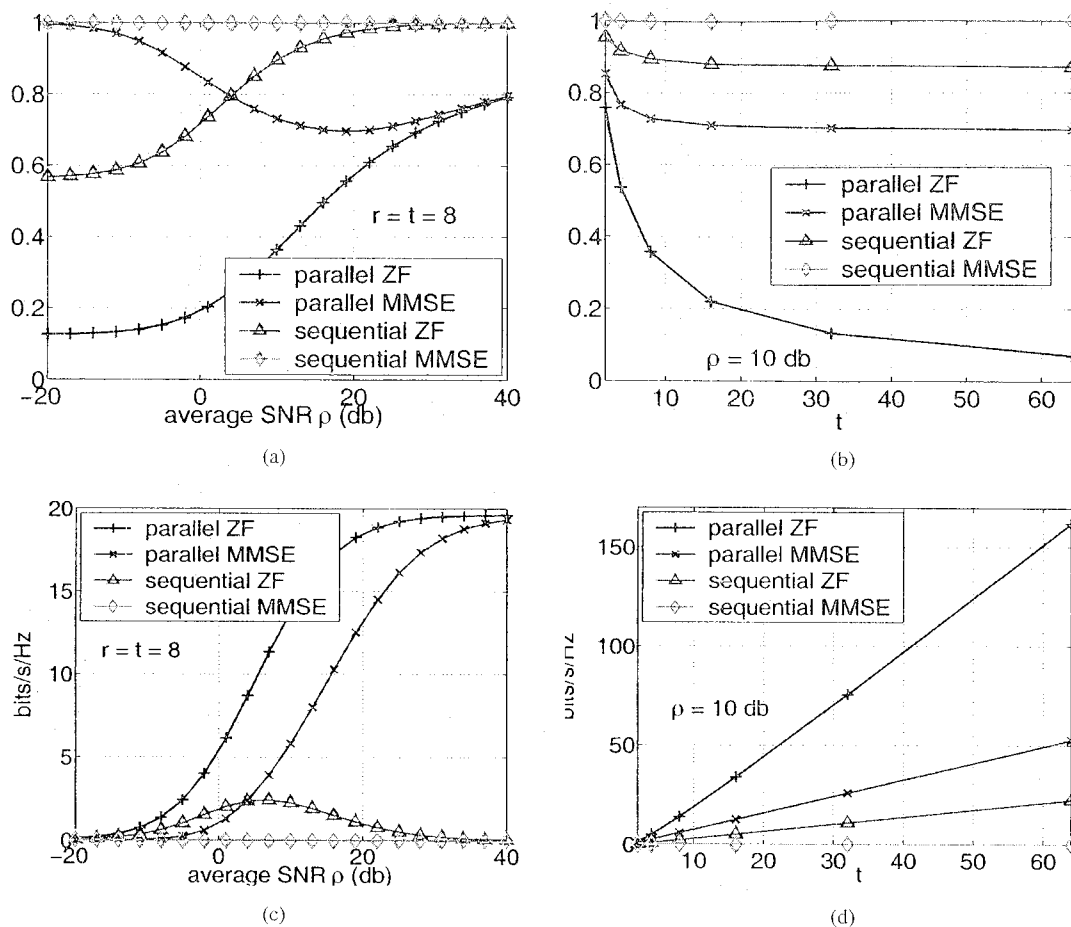 1
0.8
0.6
0.4
0.2
0
r = t = 8
parallel ZF
parallel MMSE
sequential ZF
sequential MMSE
−20
0
20
40
average SNR ρ (db)
(a)
1
0.8
0.6
0.4
0.2
0
parallel ZF
parallel MMSE
sequential ZF
sequential MMSE
ρ = 10 db
10
20
30
40
50
60
t
(b)
bits/s/Hz
20
15
10
5
0
parallel ZF
parallel MMSE
sequential ZF
sequential MMSE
r = t = 8
−20
0
20
40
average SNR ρ (db)
(c)
bits/s/Hz
150
100
50
0
parallel ZF
parallel MMSE
sequential ZF
sequential MMSE
ρ = 10 db
10
20
30
40
50
60
t
(d)